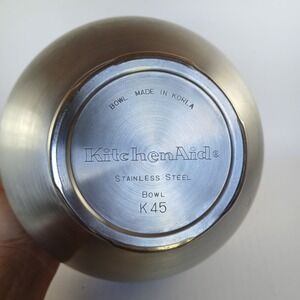 BOWL MADE IN KOREA
KitchenAid®
STAINLESS STEEL
BOWL
K45